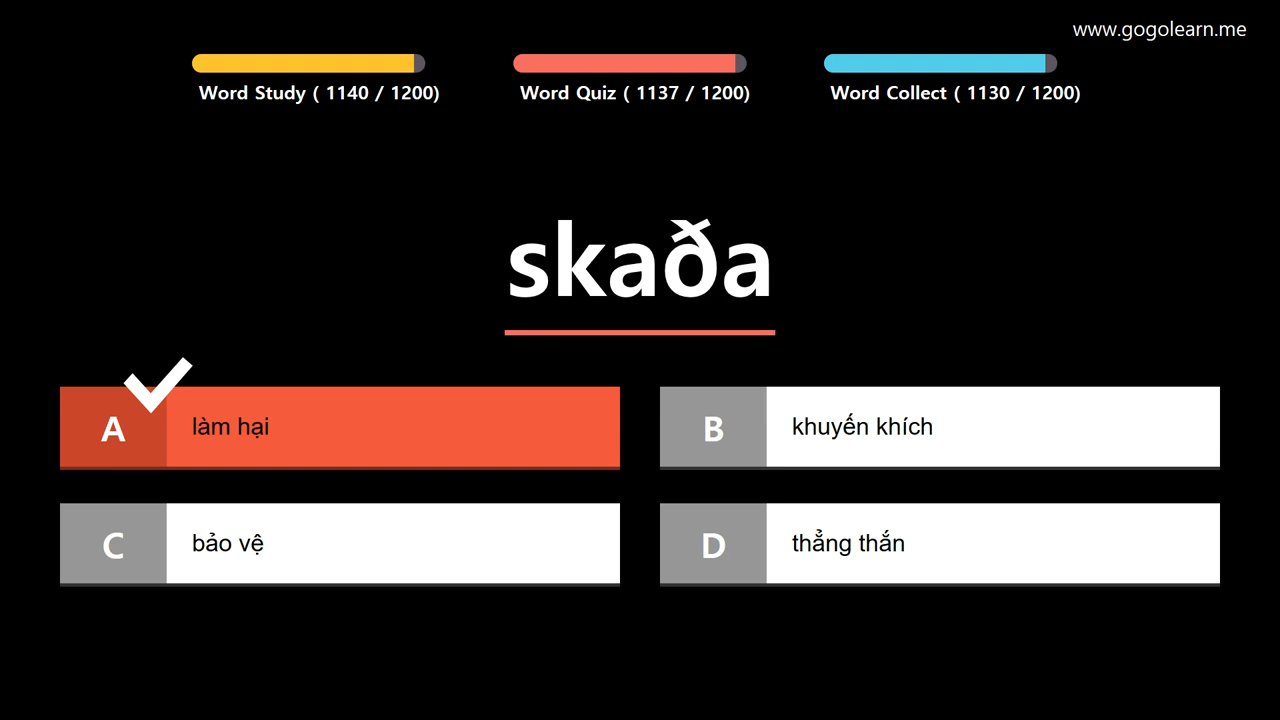 www.gogolearn.me
Word Study ( 1140 / 1200)
Word Quiz ( 1137 / 1200)
Word Collect ( 1130 / 1200)
skaða
A
làm hại
B
khuyến khích
C
bảo vệ
D
thẳng thắn